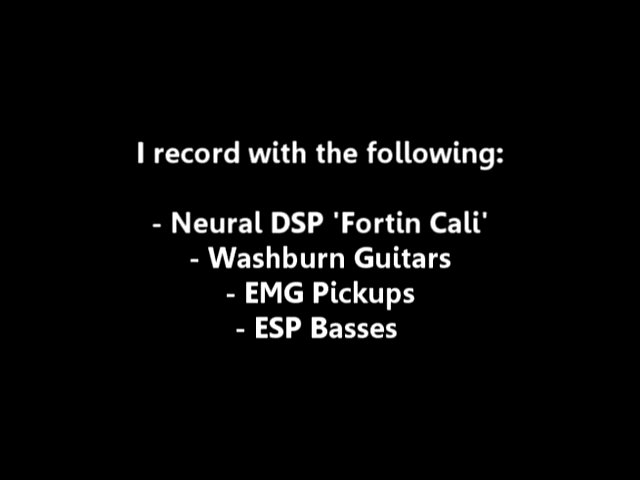 I record with the following:
- Neural DSP 'Fortin Cali'
- Washburn Guitars
- EMG Pickups
- ESP Basses